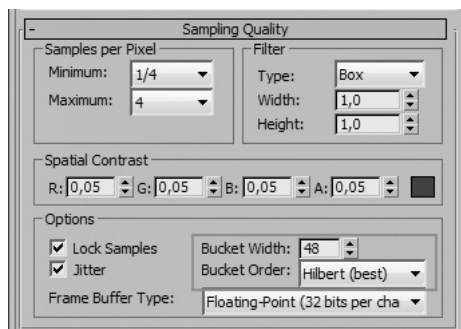 - Sampling Quality
Samples per Pixel
Minimum: 1/4
Maximum: 4
Filter
Type: Box
Width: 1,0
Height: 1,0
Spatial Contrast
R: 0,05 G: 0,05 B: 0,05 A: 0,05
Options
Lock Samples
Jitter
Bucket Width: 48
Bucket Order: Hilbert (best)
Frame Buffer Type: Floating-Point (32 bits per cha